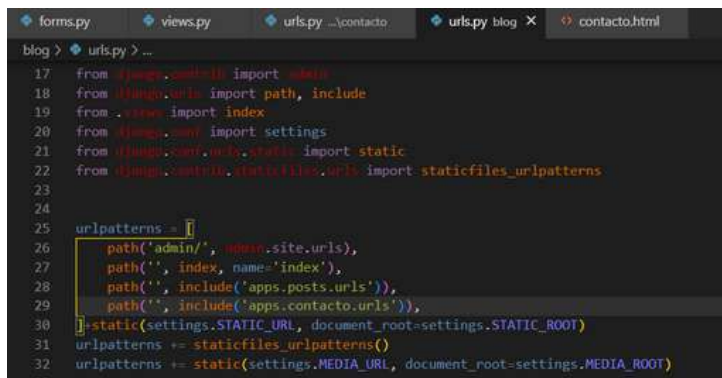 forms.py views.py urls.py ...\contacto urls.py blog X contacto.html
blog > urls.py > ...
17 from django.contrib import admin
18 from django.urls import path, include
19 from .views import index
20 from django.conf import settings
21 from django.conf.urls.static import static
22 from django.contrib.staticfiles.urls import staticfiles_urlpatterns
23
24
25 urlpatterns = [
26 path('admin/', admin.site.urls),
27 path('', index, name='index'),
28 path('', include('apps.posts.urls')),
29 path('', include('apps.contacto.urls')),
30 ]+static(settings.STATIC_URL, document_root=settings.STATIC_ROOT)
31 urlpatterns += staticfiles_urlpatterns()
32 urlpatterns += static(settings.MEDIA_URL, document_root=settings.MEDIA_ROOT)